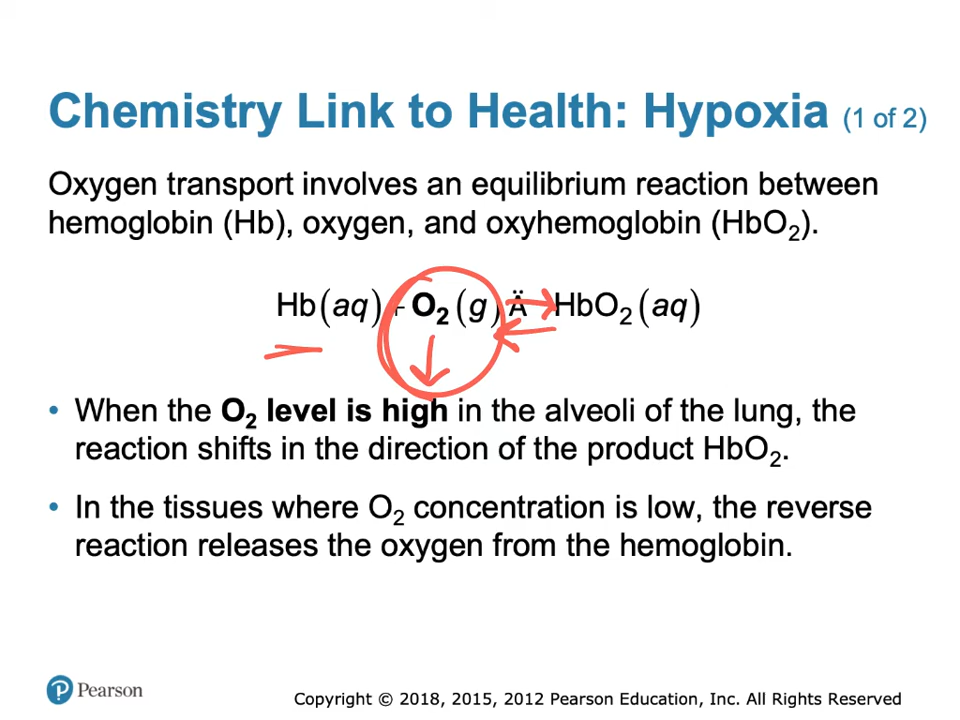 Chemistry Link to Health: Hypoxia (1 of 2)
Oxygen transport involves an equilibrium reaction between
hemoglobin (Hb), oxygen, and oxyhemoglobin (HbO₂).
Hb(aq) + O₂(g) Ä HbO₂(aq)
• When the O₂ level is high in the alveoli of the lung, the
reaction shifts in the direction of the product HbO₂.
• In the tissues where O₂ concentration is low, the reverse
reaction releases the oxygen from the hemoglobin.
Pearson
Copyright © 2018, 2015, 2012 Pearson Education, Inc. All Rights Reserved